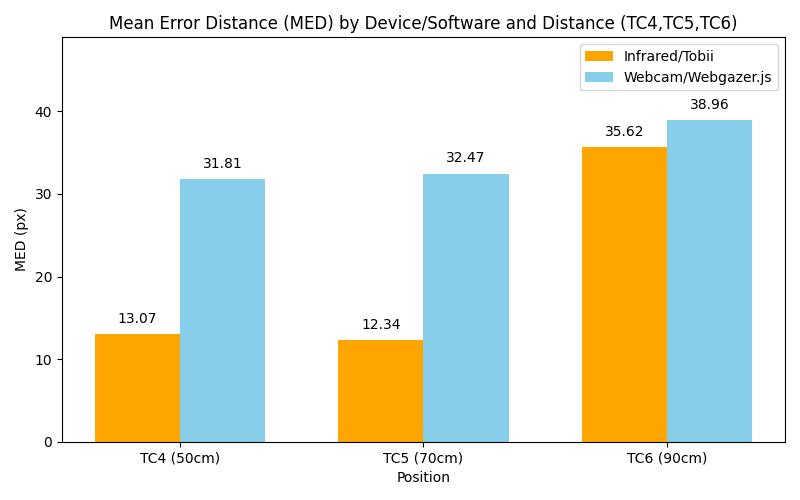 Mean Error Distance (MED) by Device/Software and Distance (TC4,TC5,TC6)
Infrared/Tobii
Webcam/Webgazer.js
MED (px)
40
30
20
10
0
13.07
31.81
12.34
32.47
35.62
38.96
TC4 (50cm)
TC5 (70cm)
TC6 (90cm)
Position